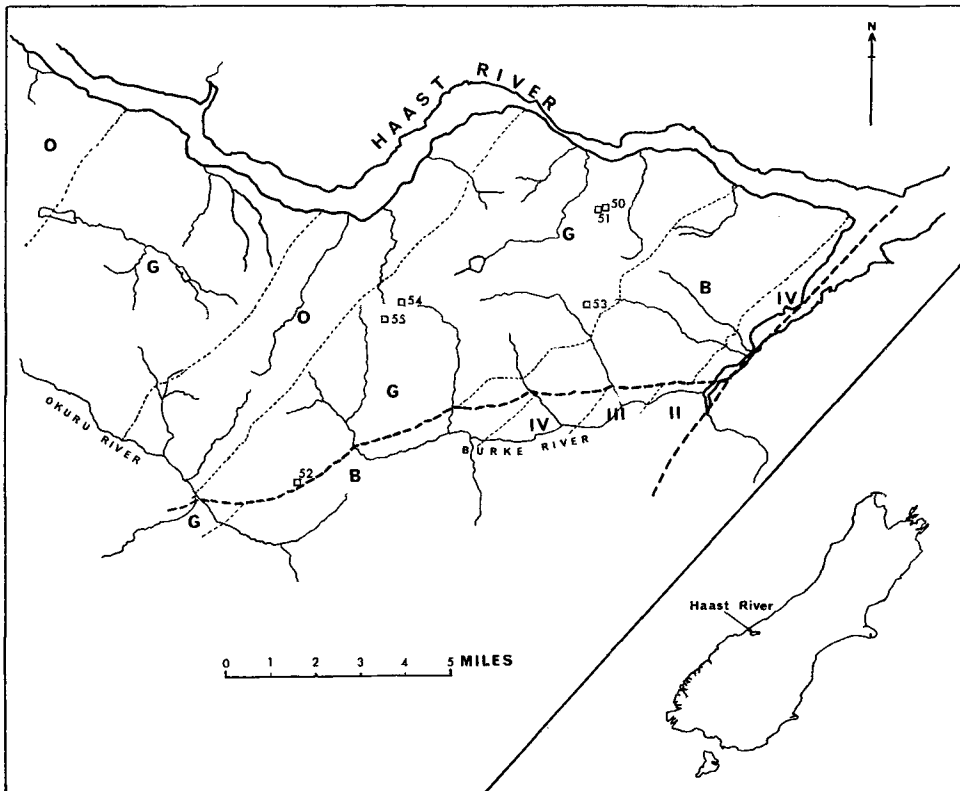 N
HAAST RIVER
O
50
51
G
G
B
IV
54
53
O
55
G
OKURU RIVER
IV
III
II
BURKE RIVER
52
B
G
Haast River
0 1 2 3 4 5 MILES